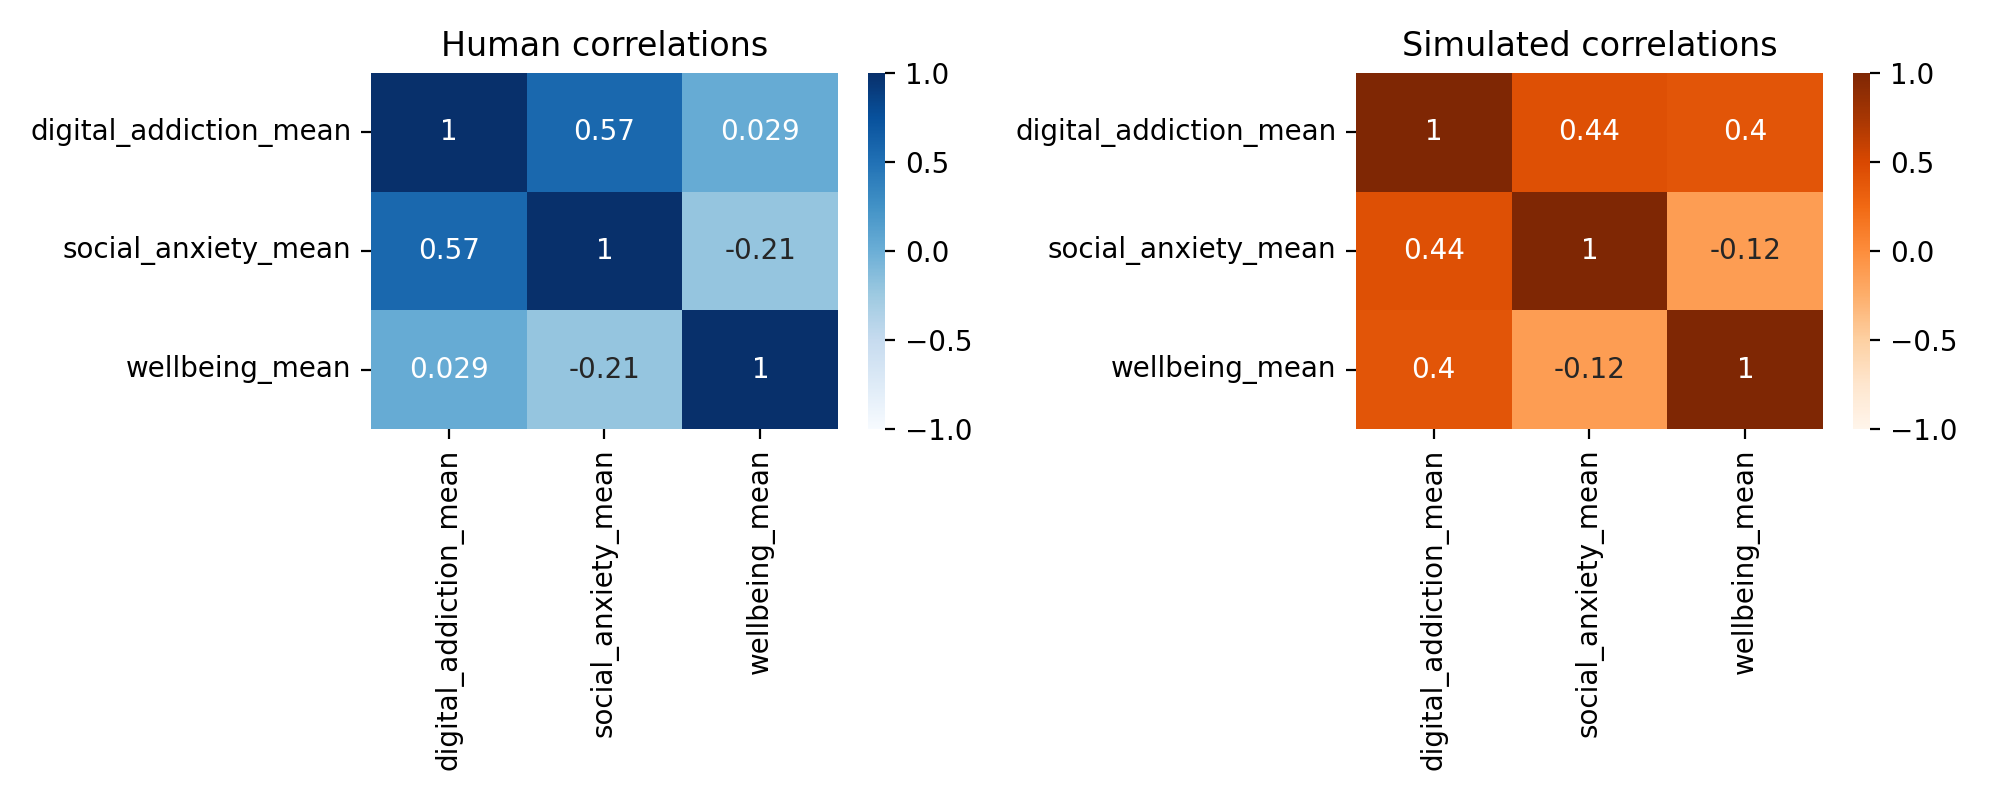 Human correlations
digital_addiction_mean 1 0.57 0.029
social_anxiety_mean 0.57 1 -0.21
wellbeing_mean 0.029 -0.21 1
digital_addiction_mean
social_anxiety_mean
wellbeing_mean
1.0
0.5
0.0
−0.5
−1.0
Simulated correlations
digital_addiction_mean 1 0.44 0.4
social_anxiety_mean 0.44 1 -0.12
wellbeing_mean 0.4 -0.12 1
digital_addiction_mean
social_anxiety_mean
wellbeing_mean
1.0
0.5
0.0
−0.5
−1.0